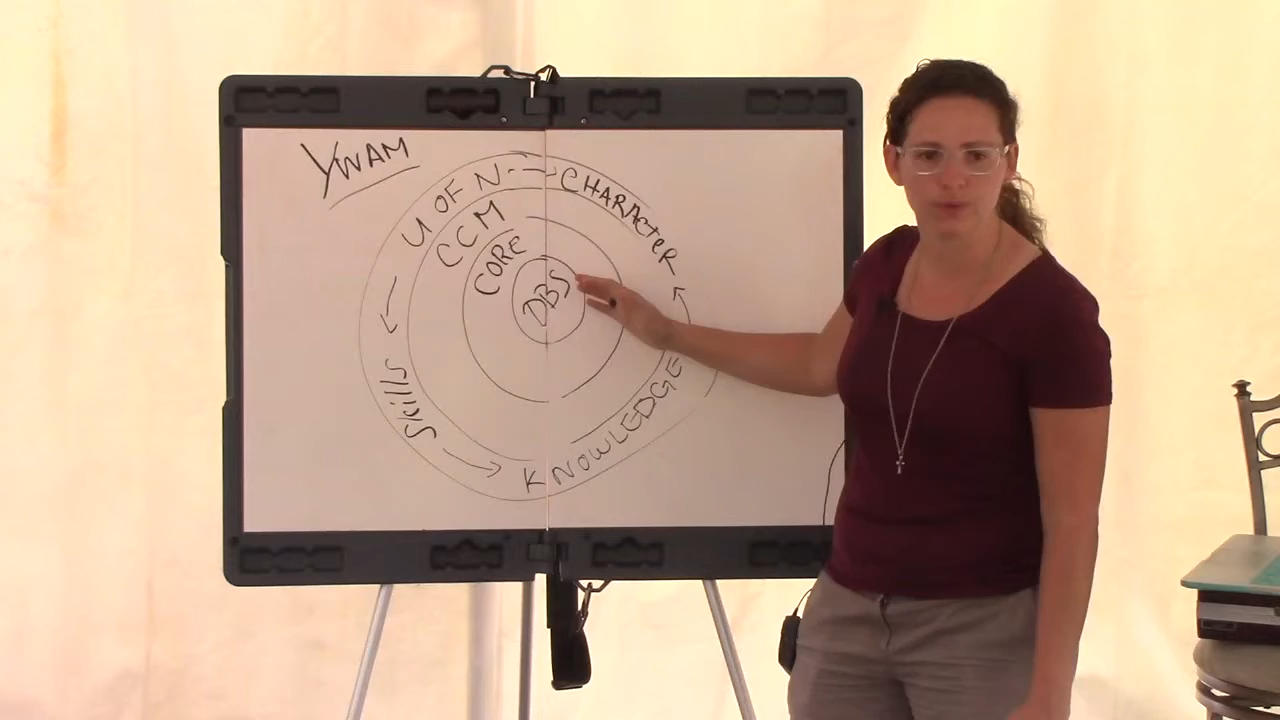 YWAM
U OF N
CHARACTER
CCM
CORE
DBS
Skills
KNOWLEDGE